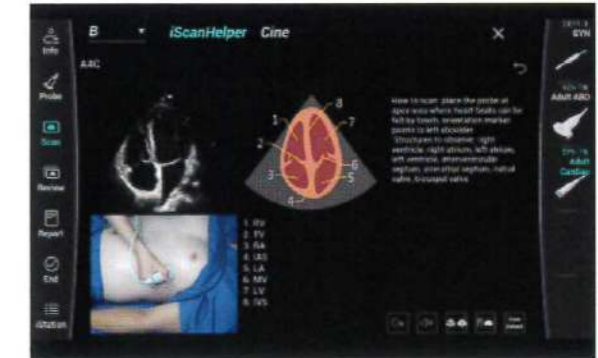 B iScanHelper Cine
Info
A4C
Probe
Scan
Review
Report
End
iStation
8
1
7
2
6
3
5
4
1 RV
2 TV
3 RA
4 IAS
5 LA
6 MV
7 LV
8 IVS
How to scan: place the probe at
apex area where heart beats can be
felt by touch, orientation marker
points to left shoulder.
Structures to observe: right
ventricle, right atrium, left atrium,
left ventricle, interventricular
septum, interatrial septum, mitral
valve, tricuspid valve
GYN
Adult ABD
Adult
Cardiac